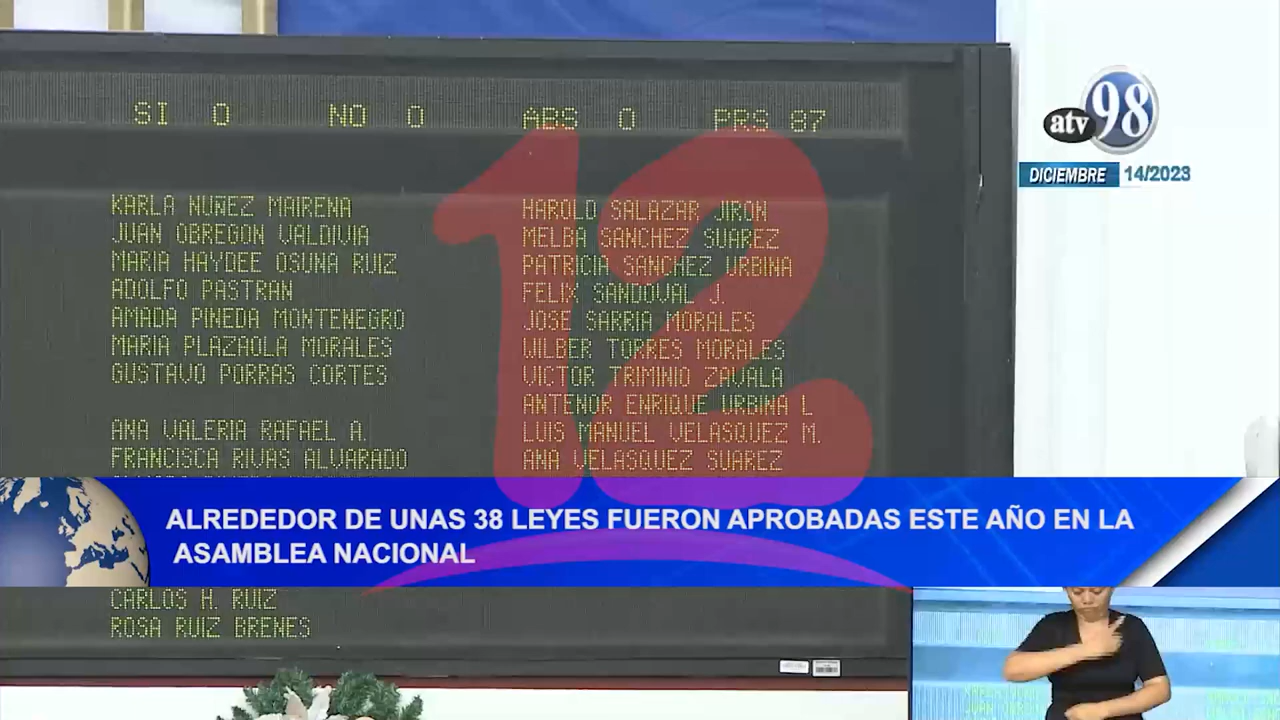 SI 0 NO 0 ABS 0 PRS 87
KARLA NUÑEZ MAIRENA
JUAN OBREGON VALDIVIA
MARIA HAYDEE OSUNA RUIZ
ADOLFO PASTRAN
AMADA PINEDA MONTENEGRO
MARIA PLAZAOLA MORALES
GUSTAVO PORRAS CORTES
ANA VALERIA RAFAEL A.
FRANCISCA RIVAS ALVARADO
HAROLD SALAZAR JIRON
MELBA SANCHEZ SUAREZ
PATRICIA SANCHEZ URBINA
FELIX SANDOVAL J.
JOSE SARRIA MORALES
WILBER TORRES MORALES
VICTOR TRIMINIO ZAVALA
ANTENOR ENRIQUE URBINA L
LUIS MANUEL VELASQUEZ M.
ANA VELASQUEZ SUAREZ
12
atv 98
DICIEMBRE 14/2023
ALREDEDOR DE UNAS 38 LEYES FUERON APROBADAS ESTE AÑO EN LA
ASAMBLEA NACIONAL
CARLOS H. RUIZ
ROSA RUIZ BRENES